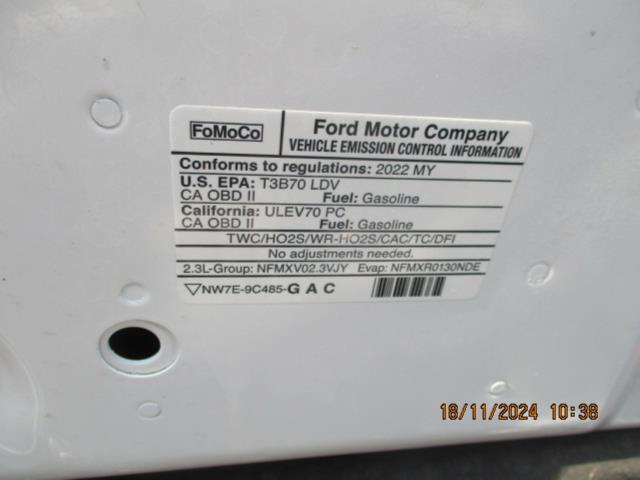 FoMoCo
Ford Motor Company
VEHICLE EMISSION CONTROL INFORMATION
Conforms to regulations: 2022 MY
U.S. EPA: T3B70 LDV
CA OBD II Fuel: Gasoline
California: ULEV70 PC
CA OBD II Fuel: Gasoline
TWC/HO2S/WR-HO2S/CAC/TC/DFI
No adjustments needed.
2.3L-Group: NFMXV02.3VJY Evap: NFMXR0130NDE
▽NW7E-9C485-G A C
18/11/2024 10:38